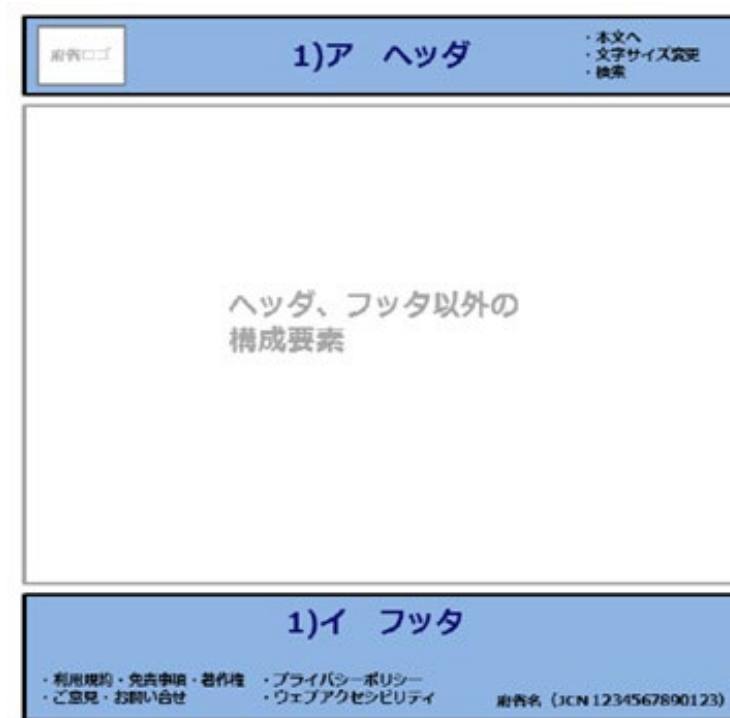 府省ロゴ
1)ア ヘッダ
・本文へ
・文字サイズ変更
・検索
ヘッダ、フッタ以外の
構成要素
1)イ フッタ
・利用規約・免責事項・著作権 ・プライバシーポリシー
・ご意見・お問い合せ ・ウェブアクセシビリティ
府省名（JCN 1234567890123）